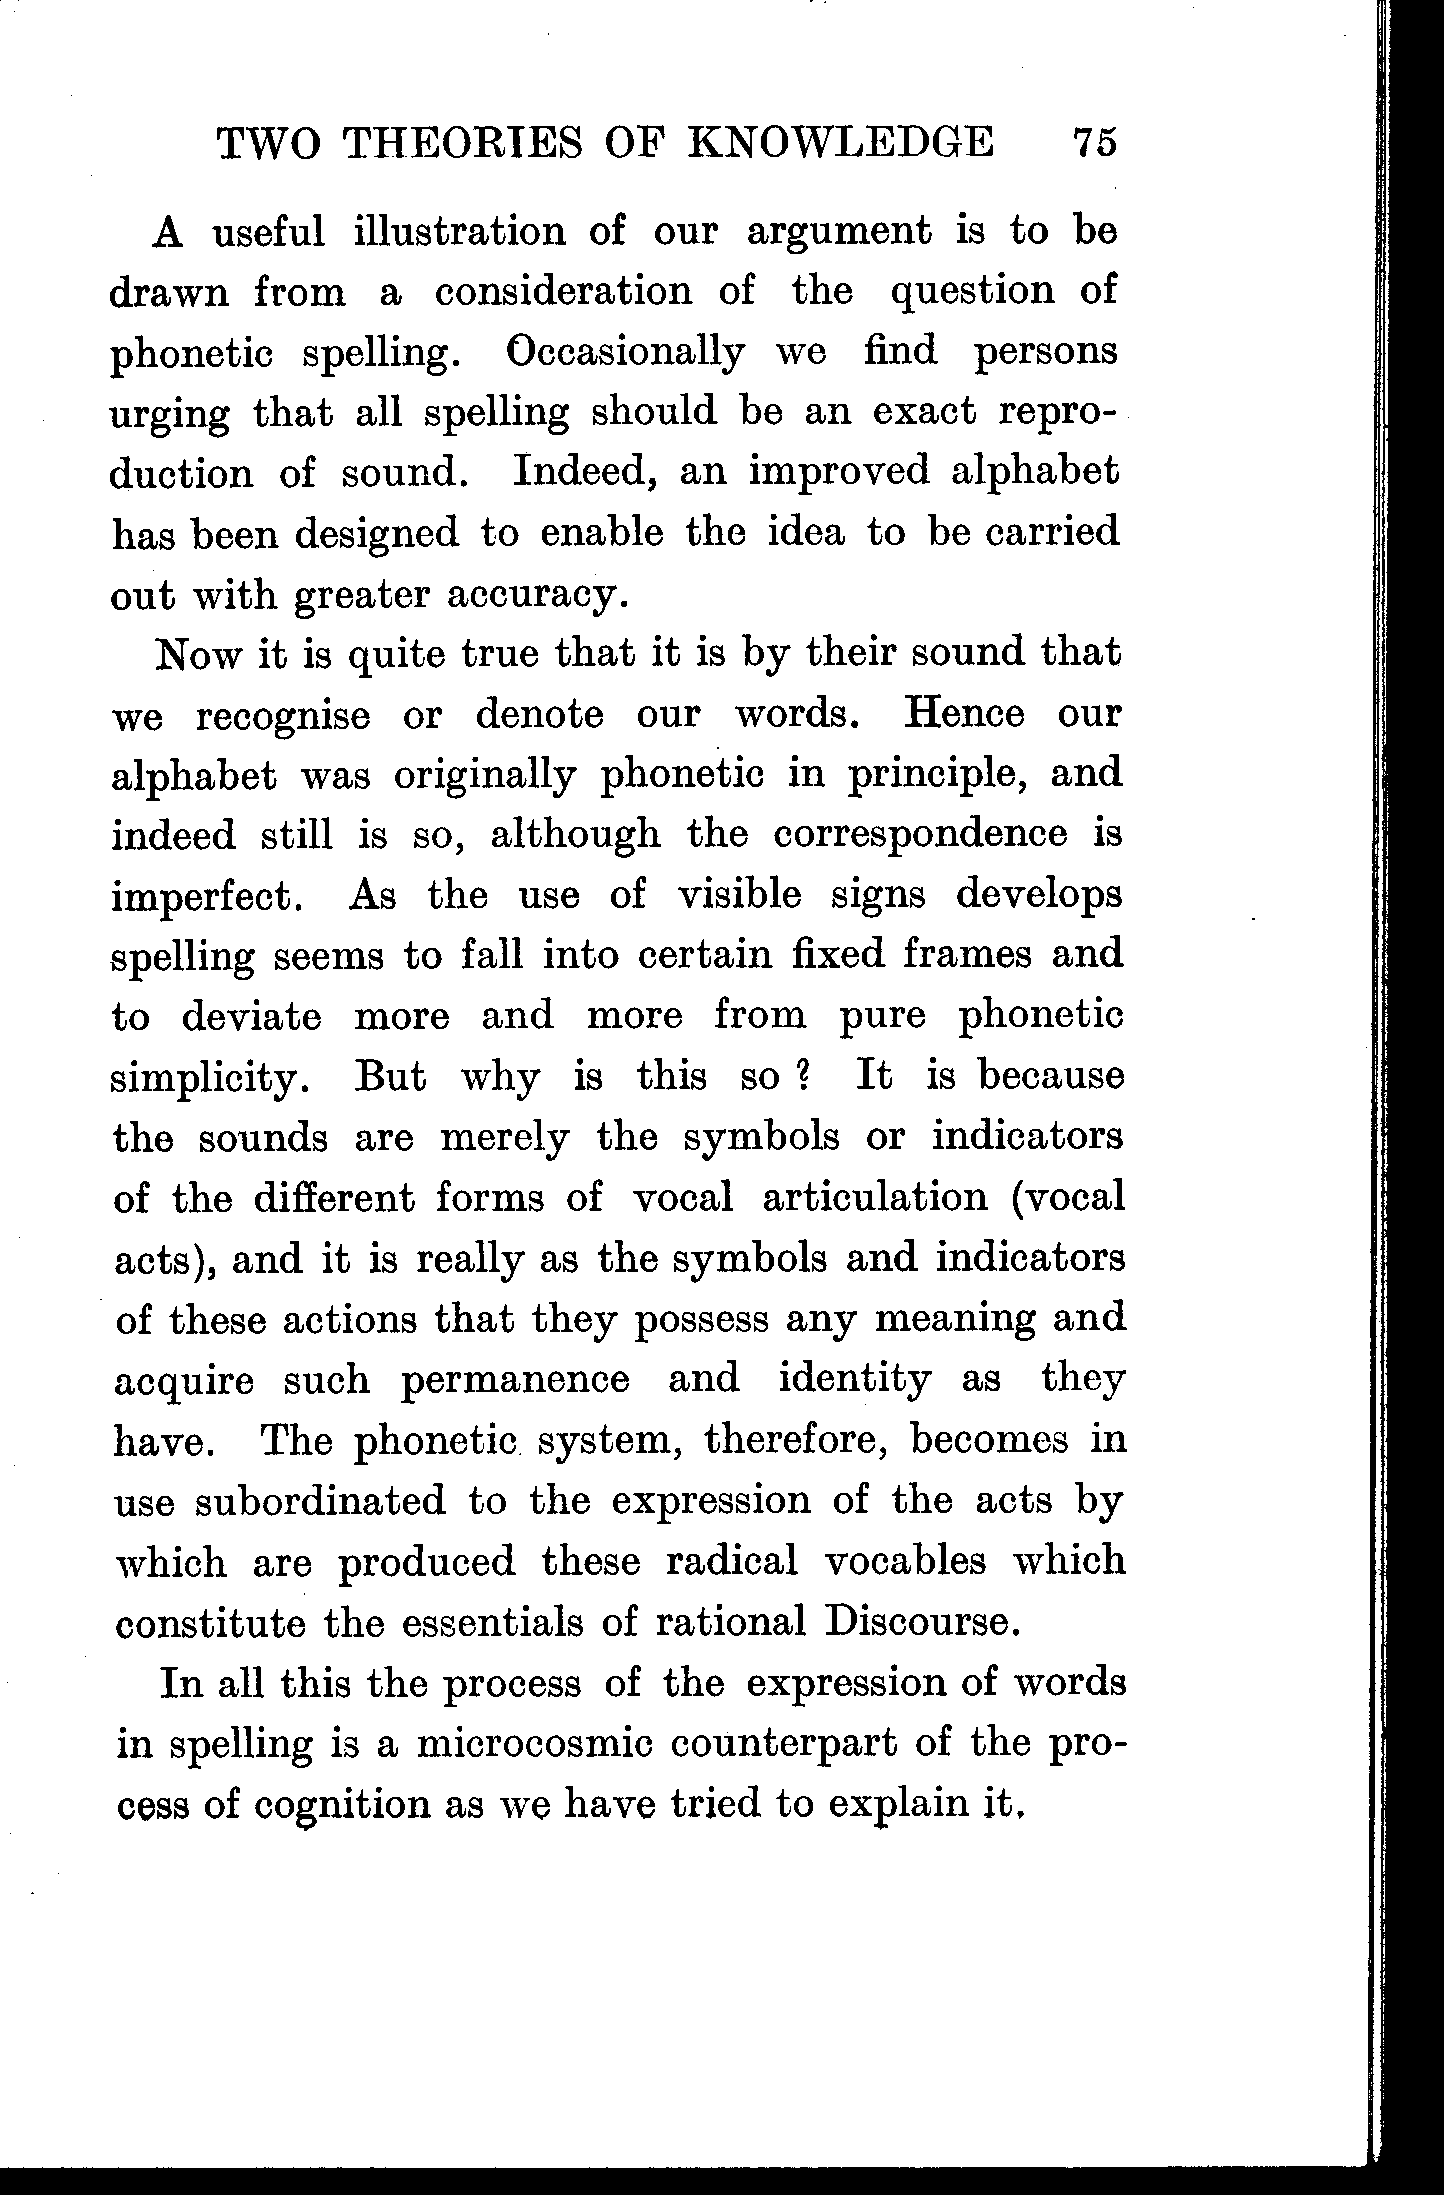 TWO THEORIES OF KNOWLEDGE 75
A useful illustration of our argument is to be
drawn from a consideration of the question of
phonetic spelling. Occasionally we find persons
urging that all spelling should be an exact repro-
duction of sound. Indeed, an improved alphabet
has been designed to enable the idea to be carried
out with greater accuracy.
Now it is quite true that it is by their sound that
we recognise or denote our words. Hence our
alphabet was originally phonetic in principle, and
indeed still is so, although the correspondence is
imperfect. As the use of visible signs develops
spelling seems to fall into certain fixed frames and
to deviate more and more from pure phonetic
simplicity. But why is this so ? It is because
the sounds are merely the symbols or indicators
of the different forms of vocal articulation (vocal
acts), and it is really as the symbols and indicators
of these actions that they possess any meaning and
acquire such permanence and identity as they
have. The phonetic system, therefore, becomes in
use subordinated to the expression of the acts by
which are produced these radical vocables which
constitute the essentials of rational Discourse.
In all this the process of the expression of words
in spelling is a microcosmic counterpart of the pro-
cess of cognition as we have tried to explain it.